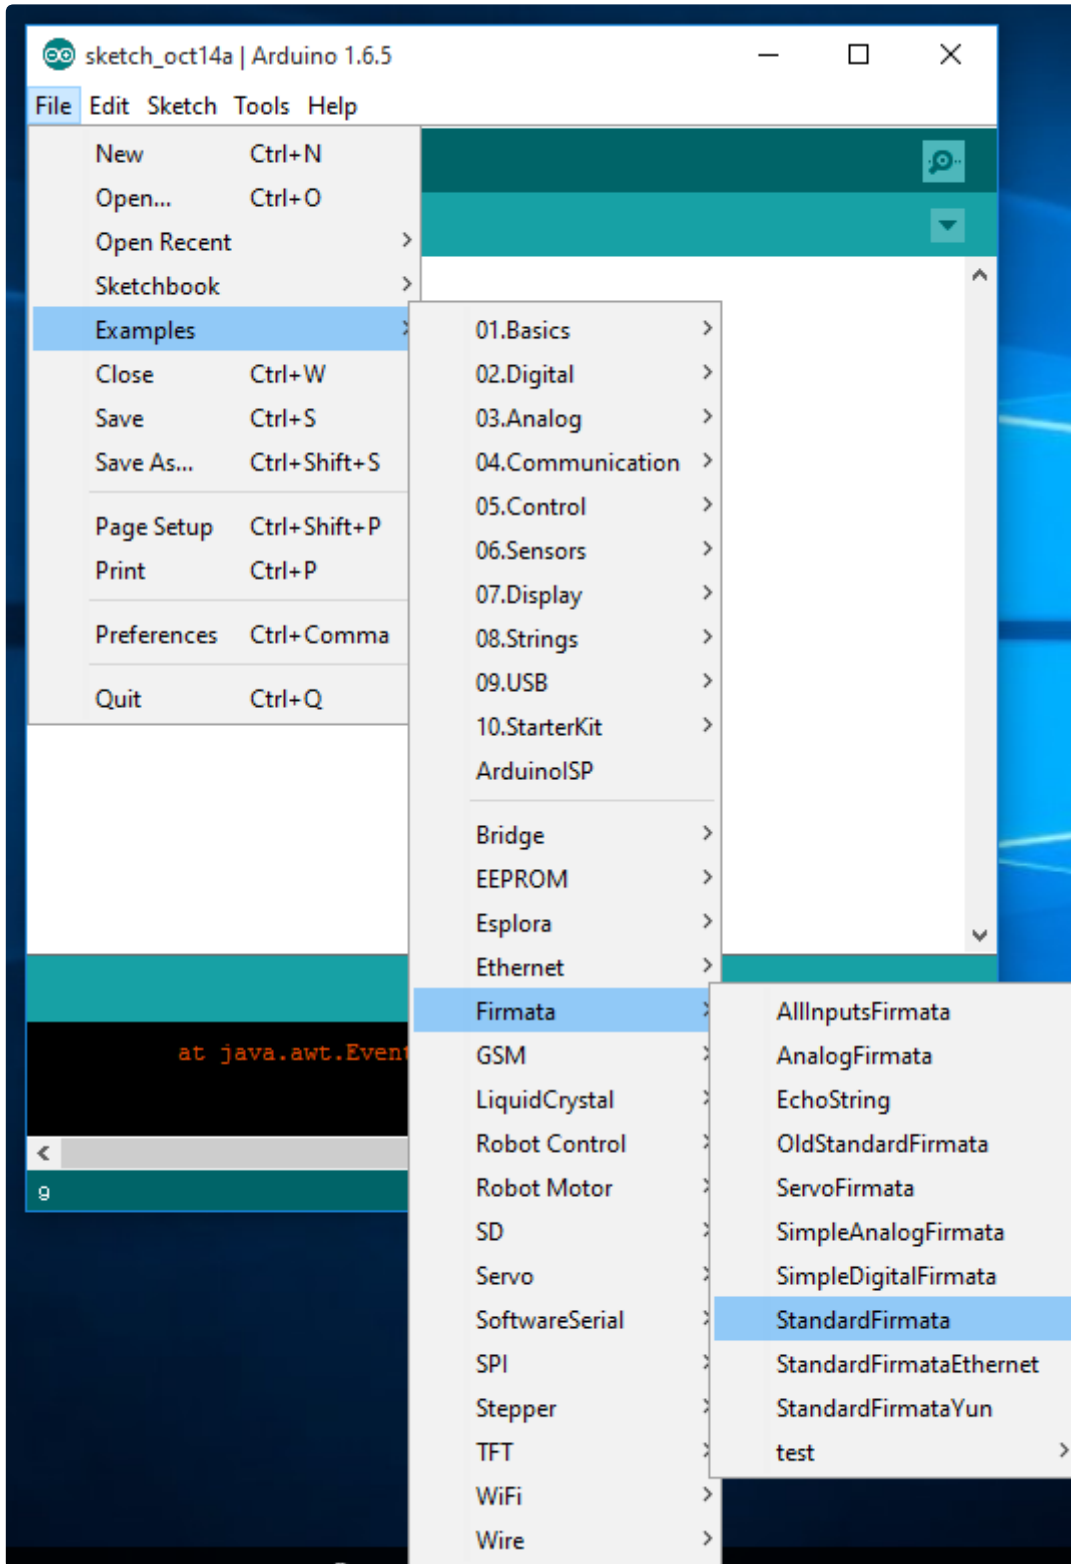 sketch_oct14a | Arduino 1.6.5
File Edit Sketch Tools Help
New Ctrl+N
Open... Ctrl+O
Open Recent
Sketchbook
Examples
Close Ctrl+W
Save Ctrl+S
Save As... Ctrl+Shift+S
Page Setup Ctrl+Shift+P
Print Ctrl+P
Preferences Ctrl+Comma
Quit Ctrl+Q
01.Basics
02.Digital
03.Analog
04.Communication
05.Control
06.Sensors
07.Display
08.Strings
09.USB
10.StarterKit
ArduinoISP
Bridge
EEPROM
Esplora
Ethernet
Firmata
GSM
LiquidCrystal
Robot Control
Robot Motor
SD
Servo
SoftwareSerial
SPI
Stepper
TFT
WiFi
Wire
AllInputsFirmata
AnalogFirmata
EchoString
OldStandardFirmata
ServoFirmata
SimpleAnalogFirmata
SimpleDigitalFirmata
StandardFirmata
StandardFirmataEthernet
StandardFirmataYun
test
at java.awt.Event
9